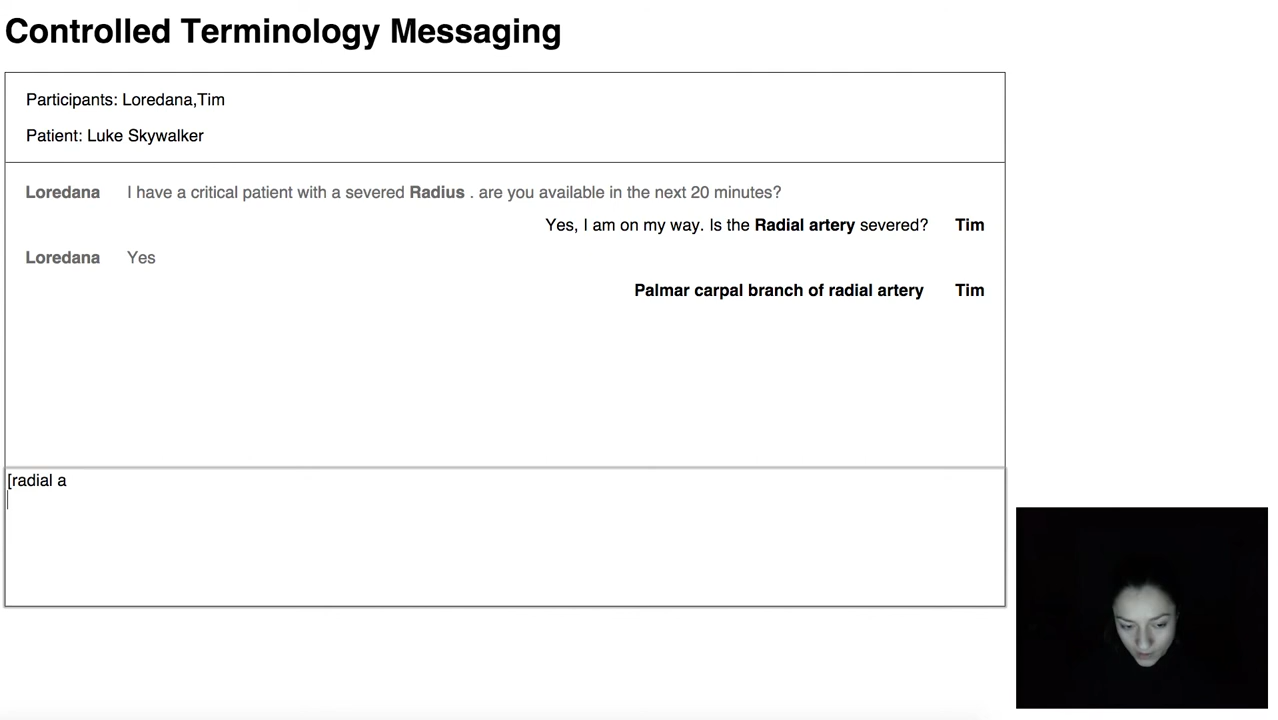 Controlled Terminology Messaging
Participants: Loredana,Tim
Patient: Luke Skywalker
Loredana I have a critical patient with a severed Radius . are you available in the next 20 minutes?
Yes, I am on my way. Is the Radial artery severed? Tim
Loredana Yes
Palmar carpal branch of radial artery Tim
[radial a